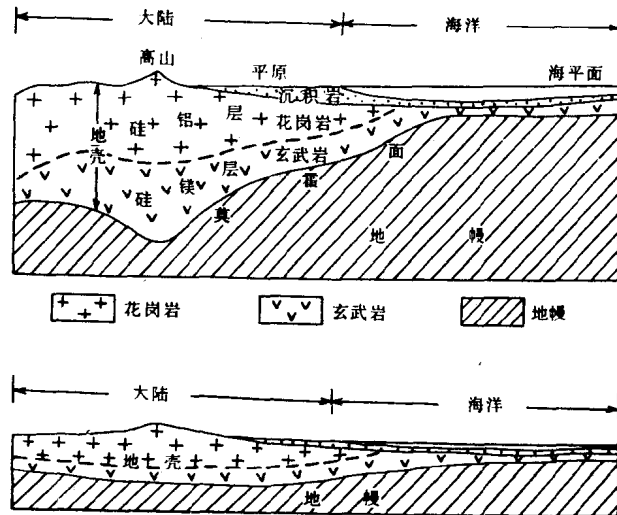 大陆 海洋
高山 平原 海平面
沉积岩
硅铝层 花岗岩
地壳
硅镁层 玄武岩
莫霍面
地幔
花岗岩 玄武岩 地幔
大陆 海洋
地壳
地幔